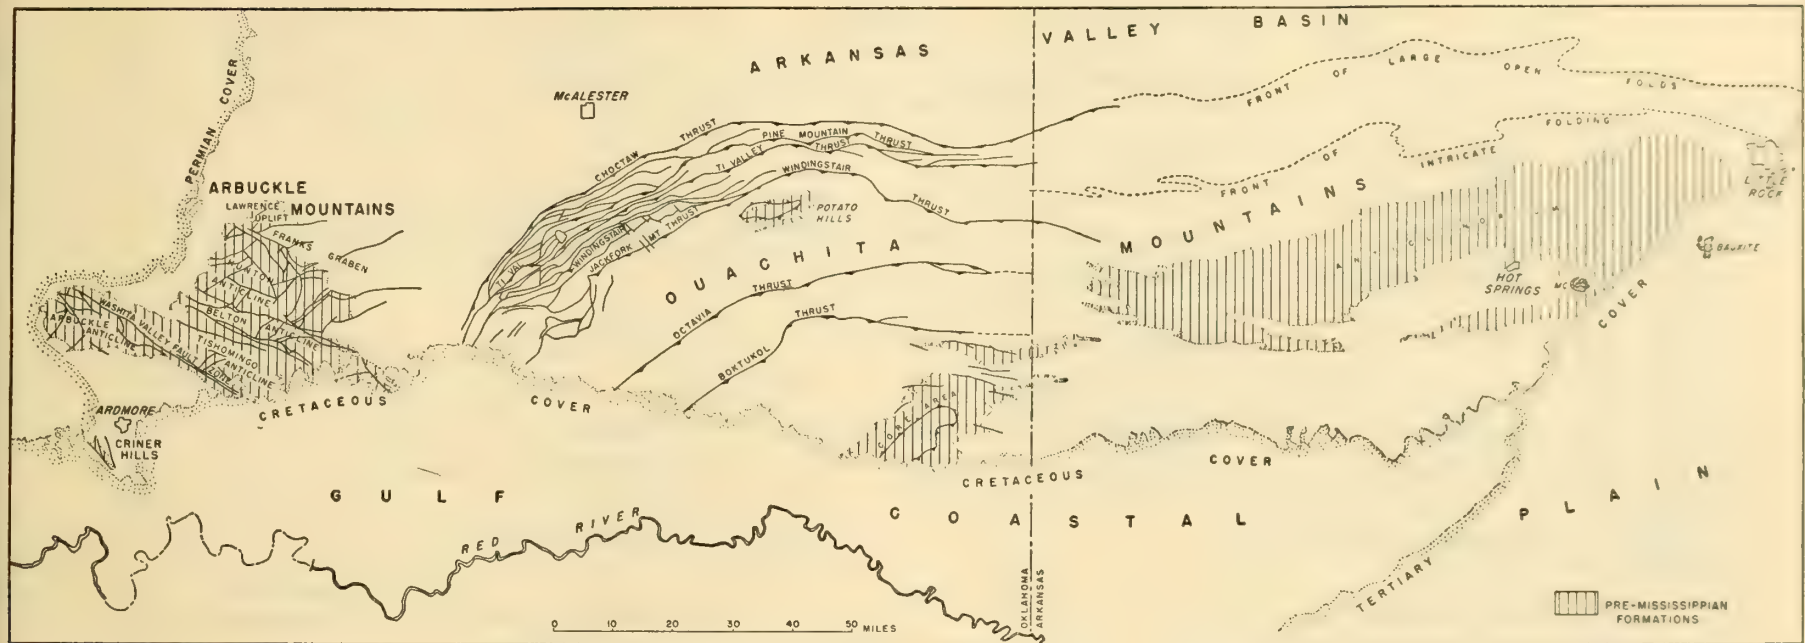 ARKANSAS VALLEY BASIN
McALESTER
PERMIAN COVER
ARBUCKLE
MOUNTAINS
LAWRENCE
UPLIFT
FRANKS
GRABEN
HUNTON
ANTICLINE
BELTON ANTICLINE
TISHOMINGO
ANTICLINE
WASHITA VALLEY FAULT ZONE
ARBUCKLE
ANTICLINE
ARDMORE
CRINER
HILLS
CRETACEOUS COVER
CHOCTAW THRUST
PINE MOUNTAIN THRUST
TI VALLEY THRUST
WINDINGSTAIR THRUST
TI VAL
WINDINGSTAIR
JACKFORK MT THRUST
POTATO
HILLS
OUACHITA MOUNTAINS
OCTAVIA THRUST
BOKTUKOL THRUST
CORE AREA
FRONT OF LARGE OPEN FOLDS
FRONT OF INTRICATE FOLDING
LITTLE
ROCK
BAUXITE
HOT
SPRINGS
MC
COVER
CRETACEOUS COVER
GULF COASTAL PLAIN
RED RIVER
TERTIARY
OKLAHOMA
ARKANSAS
0 10 20 30 40 50 MILES
PRE-MISSISSIPPIAN
FORMATIONS